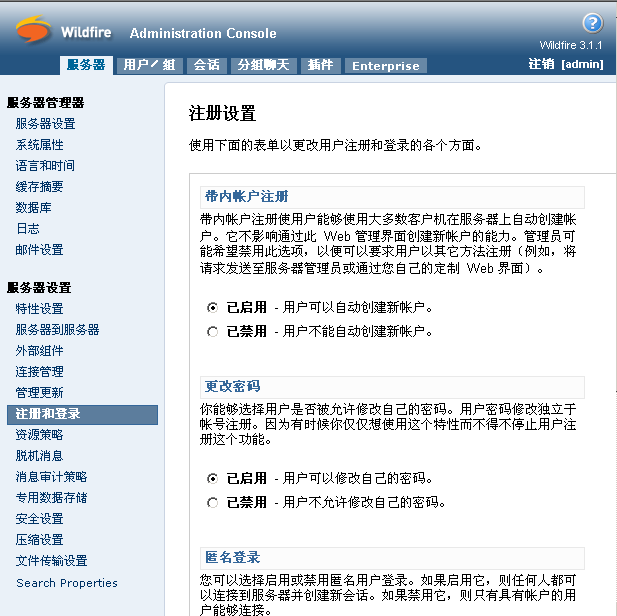 Wildfire Administration Console
?
Wildfire 3.1.1
服务器 用户/组 会话 分组聊天 插件 Enterprise
注销 [admin]
服务器管理器
服务器设置
系统属性
语言和时间
缓存摘要
数据库
日志
邮件设置
服务器设置
特性设置
服务器到服务器
外部组件
连接管理
管理更新
注册和登录
资源策略
脱机消息
消息审计策略
专用数据存储
安全设置
压缩设置
文件传输设置
Search Properties
注册设置
使用下面的表单以更改用户注册和登录的各个方面。
带内帐户注册
带内帐户注册使用户能够使用大多数客户机在服务器上自动创建帐
户。它不影响通过此 Web 管理界面创建新帐户的能力。管理员可
能希望禁用此选项，以便可以要求用户以其它方法注册（例如，将
请求发送至服务器管理员或通过您自己的定制 Web 界面）。
已启用 - 用户可以自动创建新帐户。
已禁用 - 用户不能自动创建新帐户。
更改密码
你能够选择用户是否被允许修改自己的密码。用户密码修改独立于
帐号注册。因为有时候你仅仅想使用这个特性而不得不停止用户注
册这个功能。
已启用 - 用户可以修改自己的密码。
已禁用 - 用户不允许修改自己的密码。
匿名登录
您可以选择启用或禁用匿名用户登录。如果启用它，则任何人都可
以连接到服务器并创建新会话。如果禁用它，则只有具有帐户的用
户能够连接。